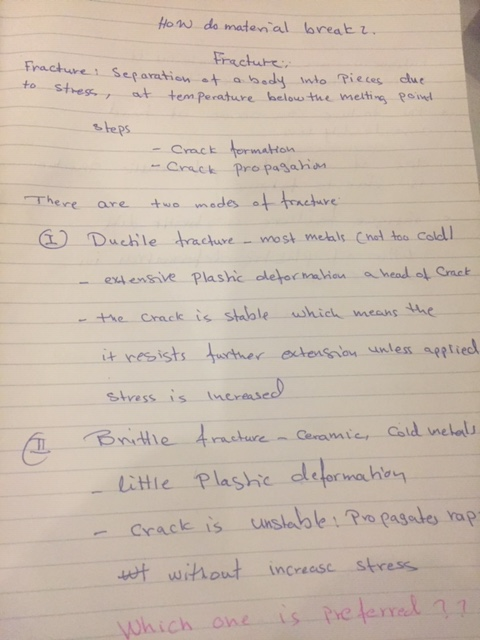 How do material break?
Fracture:
Fracture: Separation of a body into Pieces due
to stress, at temperature below the melting point
steps
- Crack formation
- Crack propagation
There are two modes of fracture
I Ductile fracture - most metals (not too cold)
- extensive Plastic deformation ahead of Crack
- the crack is stable which means the
it resists further extension unless applied
stress is increased
II Brittle fracture - Ceramic, Cold metals
- little Plastic deformation
- Crack is unstable: Propagates rap
without increase stress
Which one is Preferred??